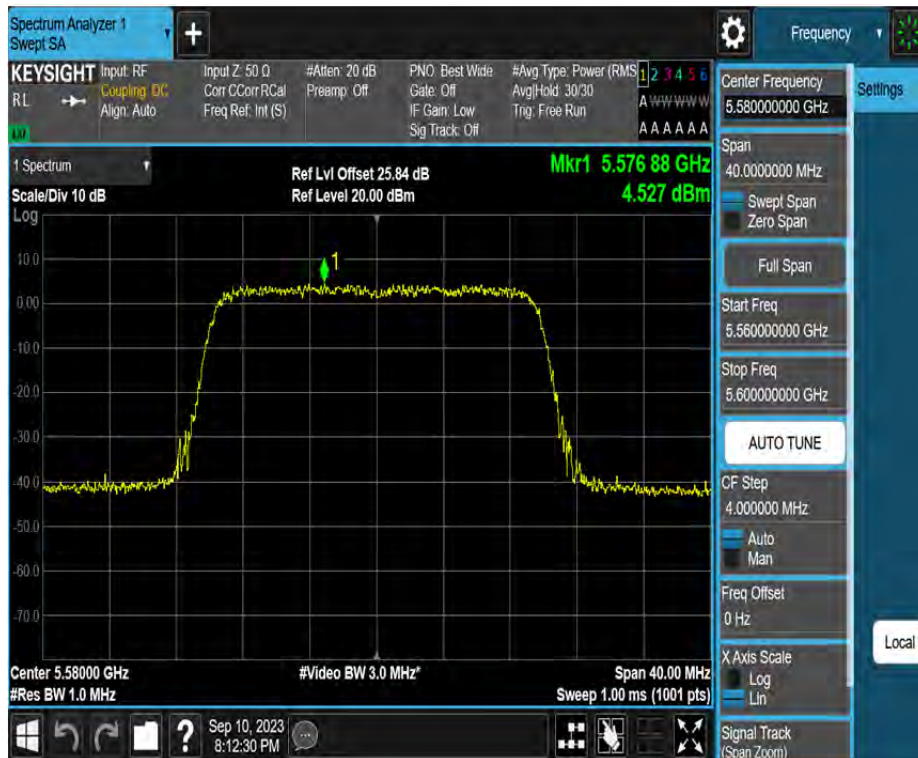 Spectrum Analyzer 1
Swept SA
+
Frequency
KEYSIGHT
RL
Input: RF
Coupling: DC
Align: Auto
Input Z: 50 Ω
Corr CCorr RCal
Freq Ref: Int (S)
#Atten: 20 dB
Preamp: Off
PNO: Best Wide
Gate: Off
IF Gain: Low
Sig Track: Off
#Avg Type: Power (RMS
Avg|Hold: 30/30
Trig: Free Run
1 2 3 4 5 6
A W W W W W
A A A A A A
1 Spectrum
Scale/Div 10 dB
Ref Lvl Offset 25.84 dB
Ref Level 20.00 dBm
Mkr1 5.576 88 GHz
4.527 dBm
Log
10.0
0.00
-10.0
-20.0
-30.0
-40.0
-50.0
-60.0
-70.0
1
Center 5.58000 GHz
#Res BW 1.0 MHz
#Video BW 3.0 MHz*
Span 40.00 MHz
Sweep 1.00 ms (1001 pts)
?
Sep 10, 2023
8:12:30 PM
Center Frequency
5.580000000 GHz
Span
40.0000000 MHz
Swept Span
Zero Span
Full Span
Start Freq
5.560000000 GHz
Stop Freq
5.600000000 GHz
AUTO TUNE
CF Step
4.000000 MHz
Auto
Man
Freq Offset
0 Hz
X Axis Scale
Log
Lin
Signal Track
(Span Zoom)
Settings
Local